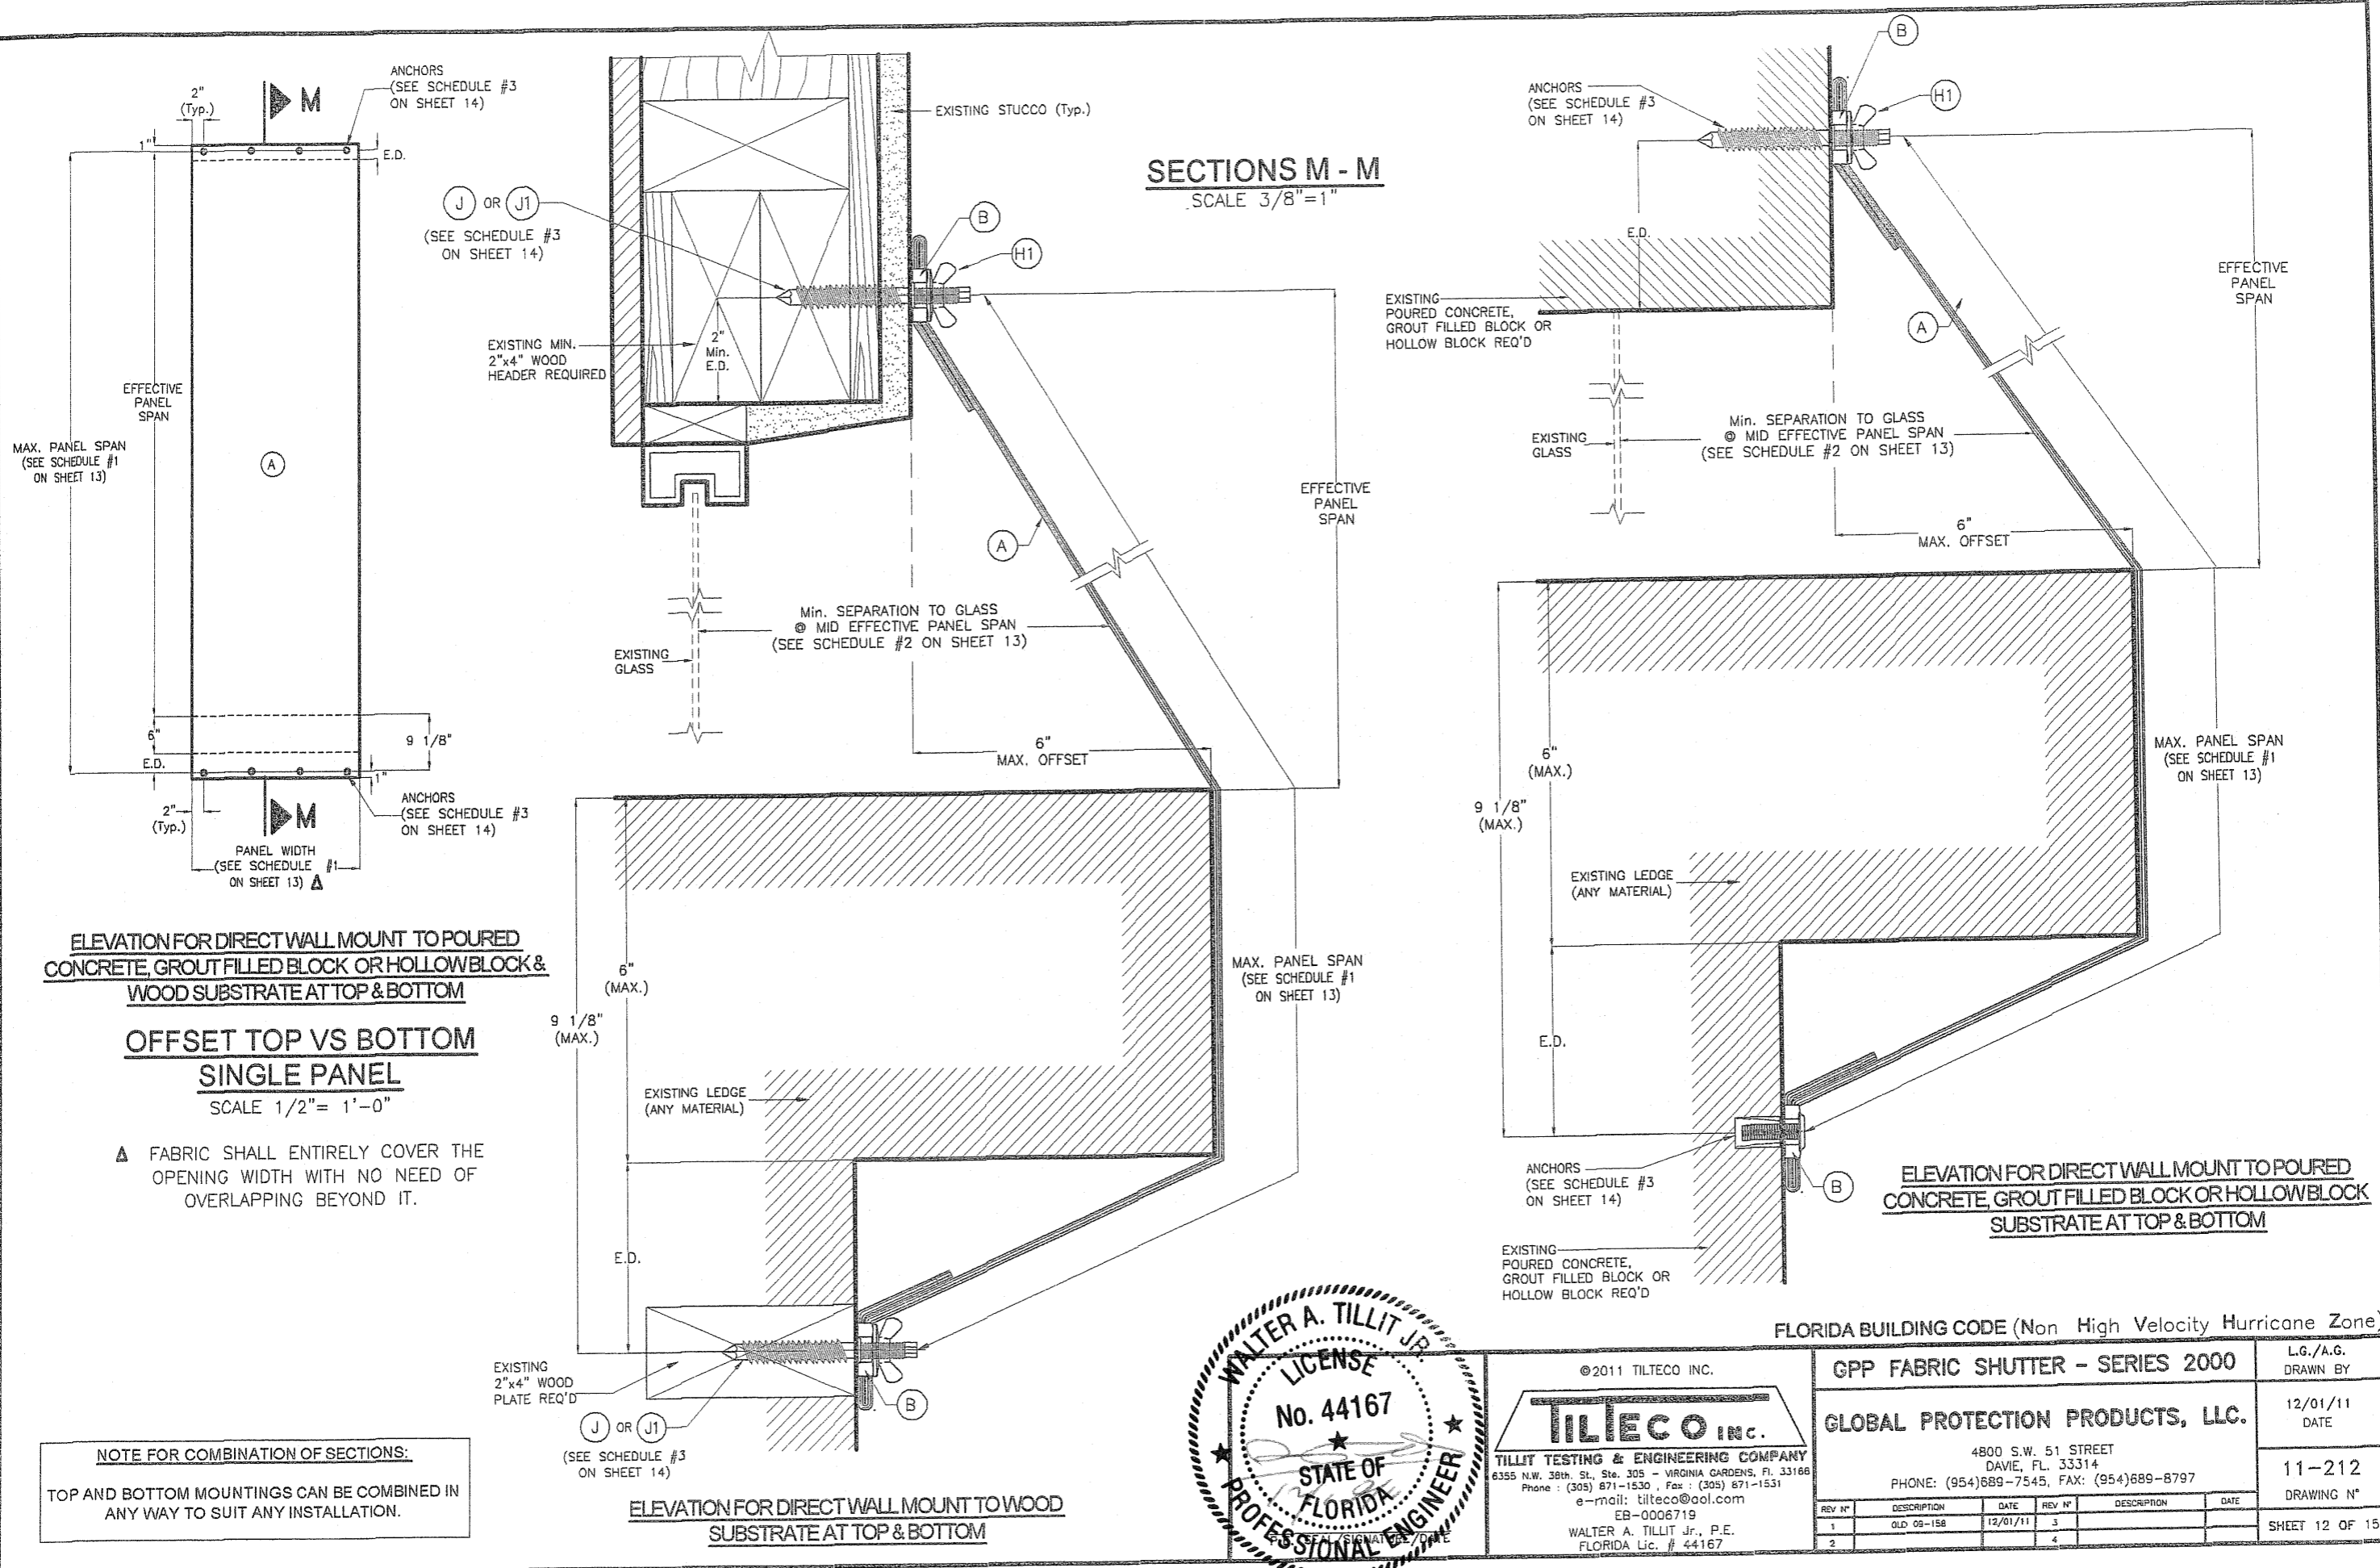 ANCHORS
(SEE SCHEDULE #3
ON SHEET 14)
2"
(Typ.)
M
1"
E.D.
EFFECTIVE
PANEL
SPAN
MAX. PANEL SPAN
(SEE SCHEDULE #1
ON SHEET 13)
A
6"
E.D.
9 1/8"
1"
2"
(Typ.)
M
ANCHORS
(SEE SCHEDULE #3
ON SHEET 14)
PANEL WIDTH
(SEE SCHEDULE #1
ON SHEET 13) Δ
ELEVATION FOR DIRECT WALL MOUNT TO POURED
CONCRETE, GROUT FILLED BLOCK OR HOLLOW BLOCK &
WOOD SUBSTRATE AT TOP & BOTTOM
OFFSET TOP VS BOTTOM
SINGLE PANEL
SCALE 1/2"= 1'-0"
Δ FABRIC SHALL ENTIRELY COVER THE
OPENING WIDTH WITH NO NEED OF
OVERLAPPING BEYOND IT.
NOTE FOR COMBINATION OF SECTIONS:
TOP AND BOTTOM MOUNTINGS CAN BE COMBINED IN
ANY WAY TO SUIT ANY INSTALLATION.
EXISTING STUCCO (Typ.)
SECTIONS M - M
SCALE 3/8"=1"
J OR J1
(SEE SCHEDULE #3
ON SHEET 14)
B
H1
EXISTING MIN.
2"x4" WOOD
HEADER REQUIRED
2"
Min.
E.D.
EFFECTIVE
PANEL
SPAN
A
Min. SEPARATION TO GLASS
@ MID EFFECTIVE PANEL SPAN
(SEE SCHEDULE #2 ON SHEET 13)
EXISTING
GLASS
6"
MAX. OFFSET
6"
(MAX.)
9 1/8"
(MAX.)
MAX. PANEL SPAN
(SEE SCHEDULE #1
ON SHEET 13)
EXISTING LEDGE
(ANY MATERIAL)
E.D.
EXISTING
2"x4" WOOD
PLATE REQ'D
J OR J1
(SEE SCHEDULE #3
ON SHEET 14)
B
ELEVATION FOR DIRECT WALL MOUNT TO WOOD
SUBSTRATE AT TOP & BOTTOM
B
ANCHORS
(SEE SCHEDULE #3
ON SHEET 14)
H1
E.D.
EFFECTIVE
PANEL
SPAN
EXISTING
POURED CONCRETE,
GROUT FILLED BLOCK OR
HOLLOW BLOCK REQ'D
A
Min. SEPARATION TO GLASS
@ MID EFFECTIVE PANEL SPAN
(SEE SCHEDULE #2 ON SHEET 13)
EXISTING
GLASS
6"
MAX. OFFSET
6"
(MAX.)
9 1/8"
(MAX.)
MAX. PANEL SPAN
(SEE SCHEDULE #1
ON SHEET 13)
EXISTING LEDGE
(ANY MATERIAL)
E.D.
ANCHORS
(SEE SCHEDULE #3
ON SHEET 14)
B
EXISTING
POURED CONCRETE,
GROUT FILLED BLOCK OR
HOLLOW BLOCK REQ'D
ELEVATION FOR DIRECT WALL MOUNT TO POURED
CONCRETE, GROUT FILLED BLOCK OR HOLLOW BLOCK
SUBSTRATE AT TOP & BOTTOM
WALTER A. TILLIT JR.
LICENSE
No. 44167
STATE OF
FLORIDA
PROFESSIONAL ENGINEER
SEAL/SIGNATURE/DATE
FLORIDA BUILDING CODE (Non High Velocity Hurricane Zone)
©2011 TILTECO INC.
TILTECO INC.
TILLIT TESTING & ENGINEERING COMPANY
6355 N.W. 36th. St., Ste. 305 - VIRGINIA GARDENS, Fl. 33166
Phone : (305) 871-1530 , Fax : (305) 871-1531
e-mail: tilteco@aol.com
EB-0006719
WALTER A. TILLIT Jr., P.E.
FLORIDA Lic. # 44167
GPP FABRIC SHUTTER - SERIES 2000
GLOBAL PROTECTION PRODUCTS, LLC.
4800 S.W. 51 STREET
DAVIE, FL. 33314
PHONE: (954)689-7545, FAX: (954)689-8797
REV N° DESCRIPTION DATE REV N° DESCRIPTION DATE
1 OLD 09-158 12/01/11 3
2 4
L.G./A.G.
DRAWN BY
12/01/11
DATE
11-212
DRAWING N°
SHEET 12 OF 15